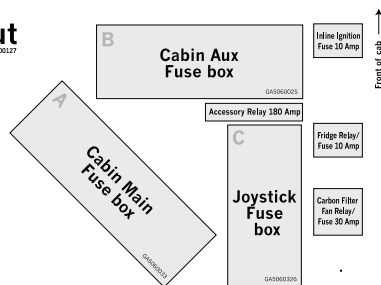 ut
00127
B
Cabin Aux
Fuse box
GA5060025
Inline Ignition
Fuse 10 Amp
Front of cab
Accessory Relay 180 Amp
A
Cabin Main
Fuse box
GA5060033
C
Joystick
Fuse
box
GA5060326
Fridge Relay/
Fuse 10 Amp
Carbon Filter
Fan Relay/
Fuse 30 Amp